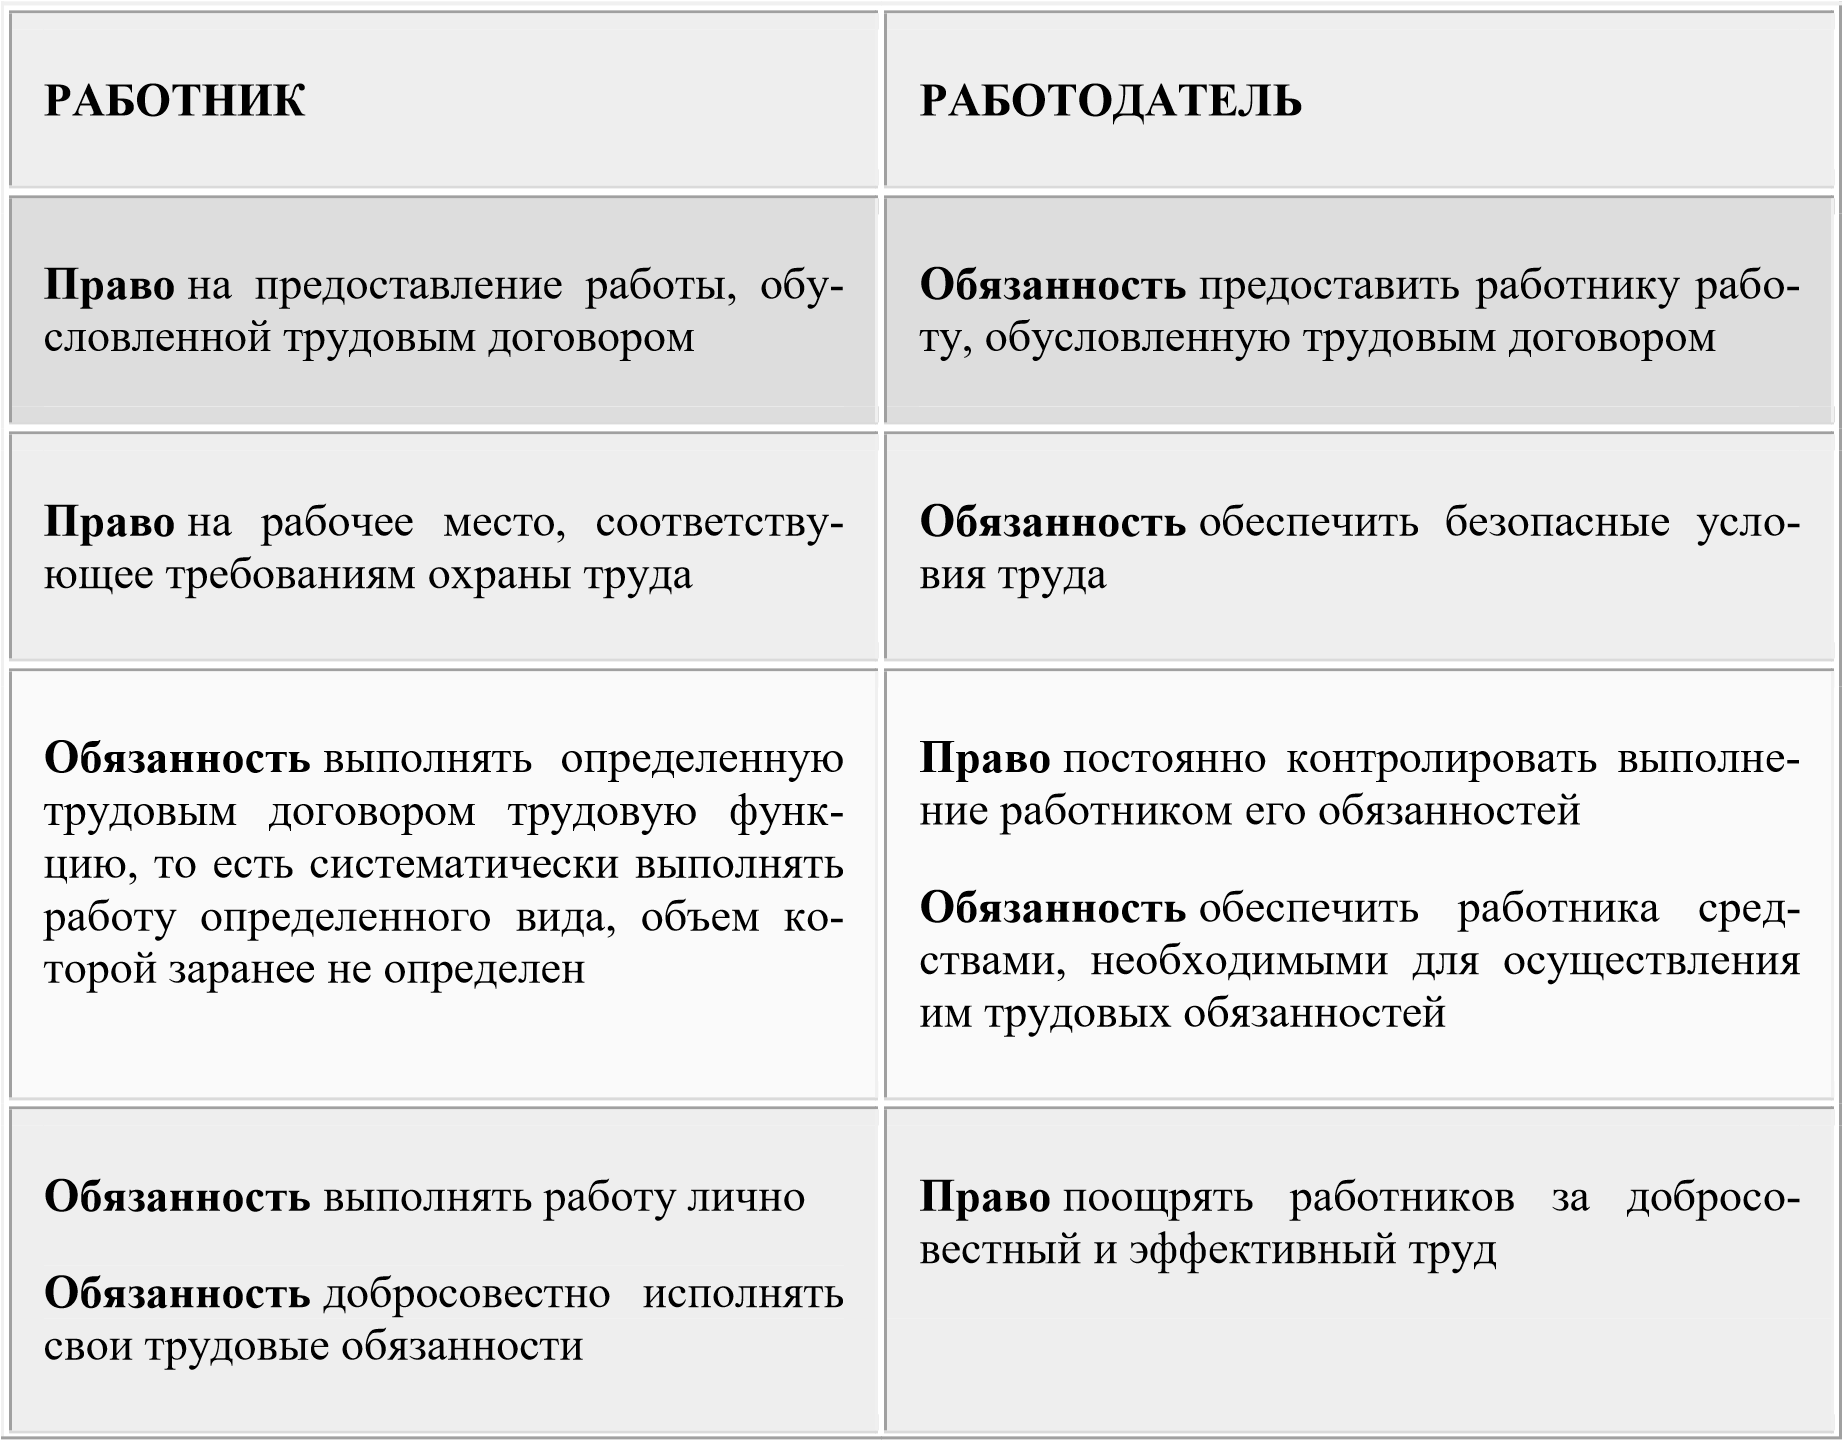 РАБОТНИК
РАБОТОДАТЕЛЬ
Право на предоставление работы, обу-
словленной трудовым договором
Обязанность предоставить работнику рабо-
ту, обусловленную трудовым договором
Право на рабочее место, соответству-
ющее требованиям охраны труда
Обязанность обеспечить безопасные усло-
вия труда
Обязанность выполнять определенную
трудовым договором трудовую функ-
цию, то есть систематически выполнять
работу определенного вида, объем ко-
торой заранее не определен
Право постоянно контролировать выполне-
ние работником его обязанностей
Обязанность обеспечить работника сред-
ствами, необходимыми для осуществления
им трудовых обязанностей
Обязанность выполнять работу лично
Обязанность добросовестно исполнять
свои трудовые обязанности
Право поощрять работников за добросо-
вестный и эффективный труд